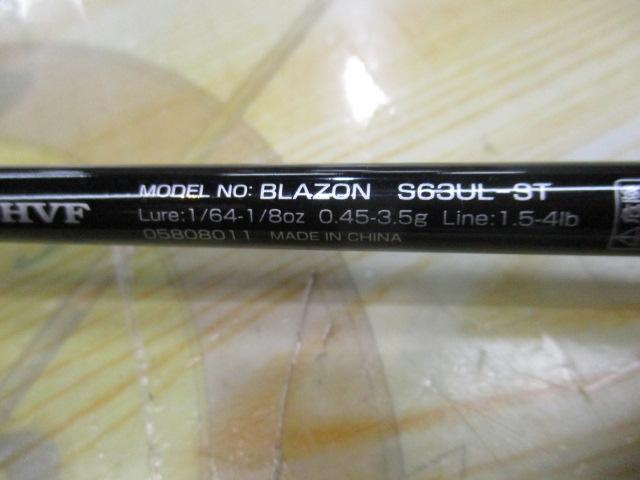 HVF
MODEL NO: BLAZON S63UL-ST
Lure:1/64-1/8oz 0.45-3.5g Line:1.5-4lb
05808011 MADE IN CHINA